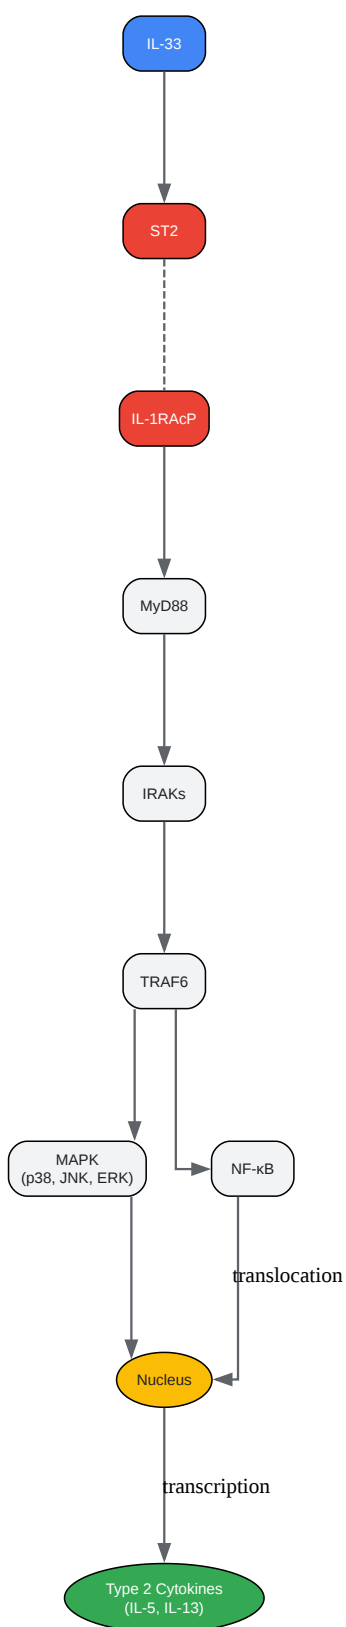 IL-33
ST2
IL-1RAcP
MyD88
IRAKs
TRAF6
MAPK
(p38, JNK, ERK)
NF-κB
translocation
Nucleus
transcription
Type 2 Cytokines
(IL-5, IL-13)